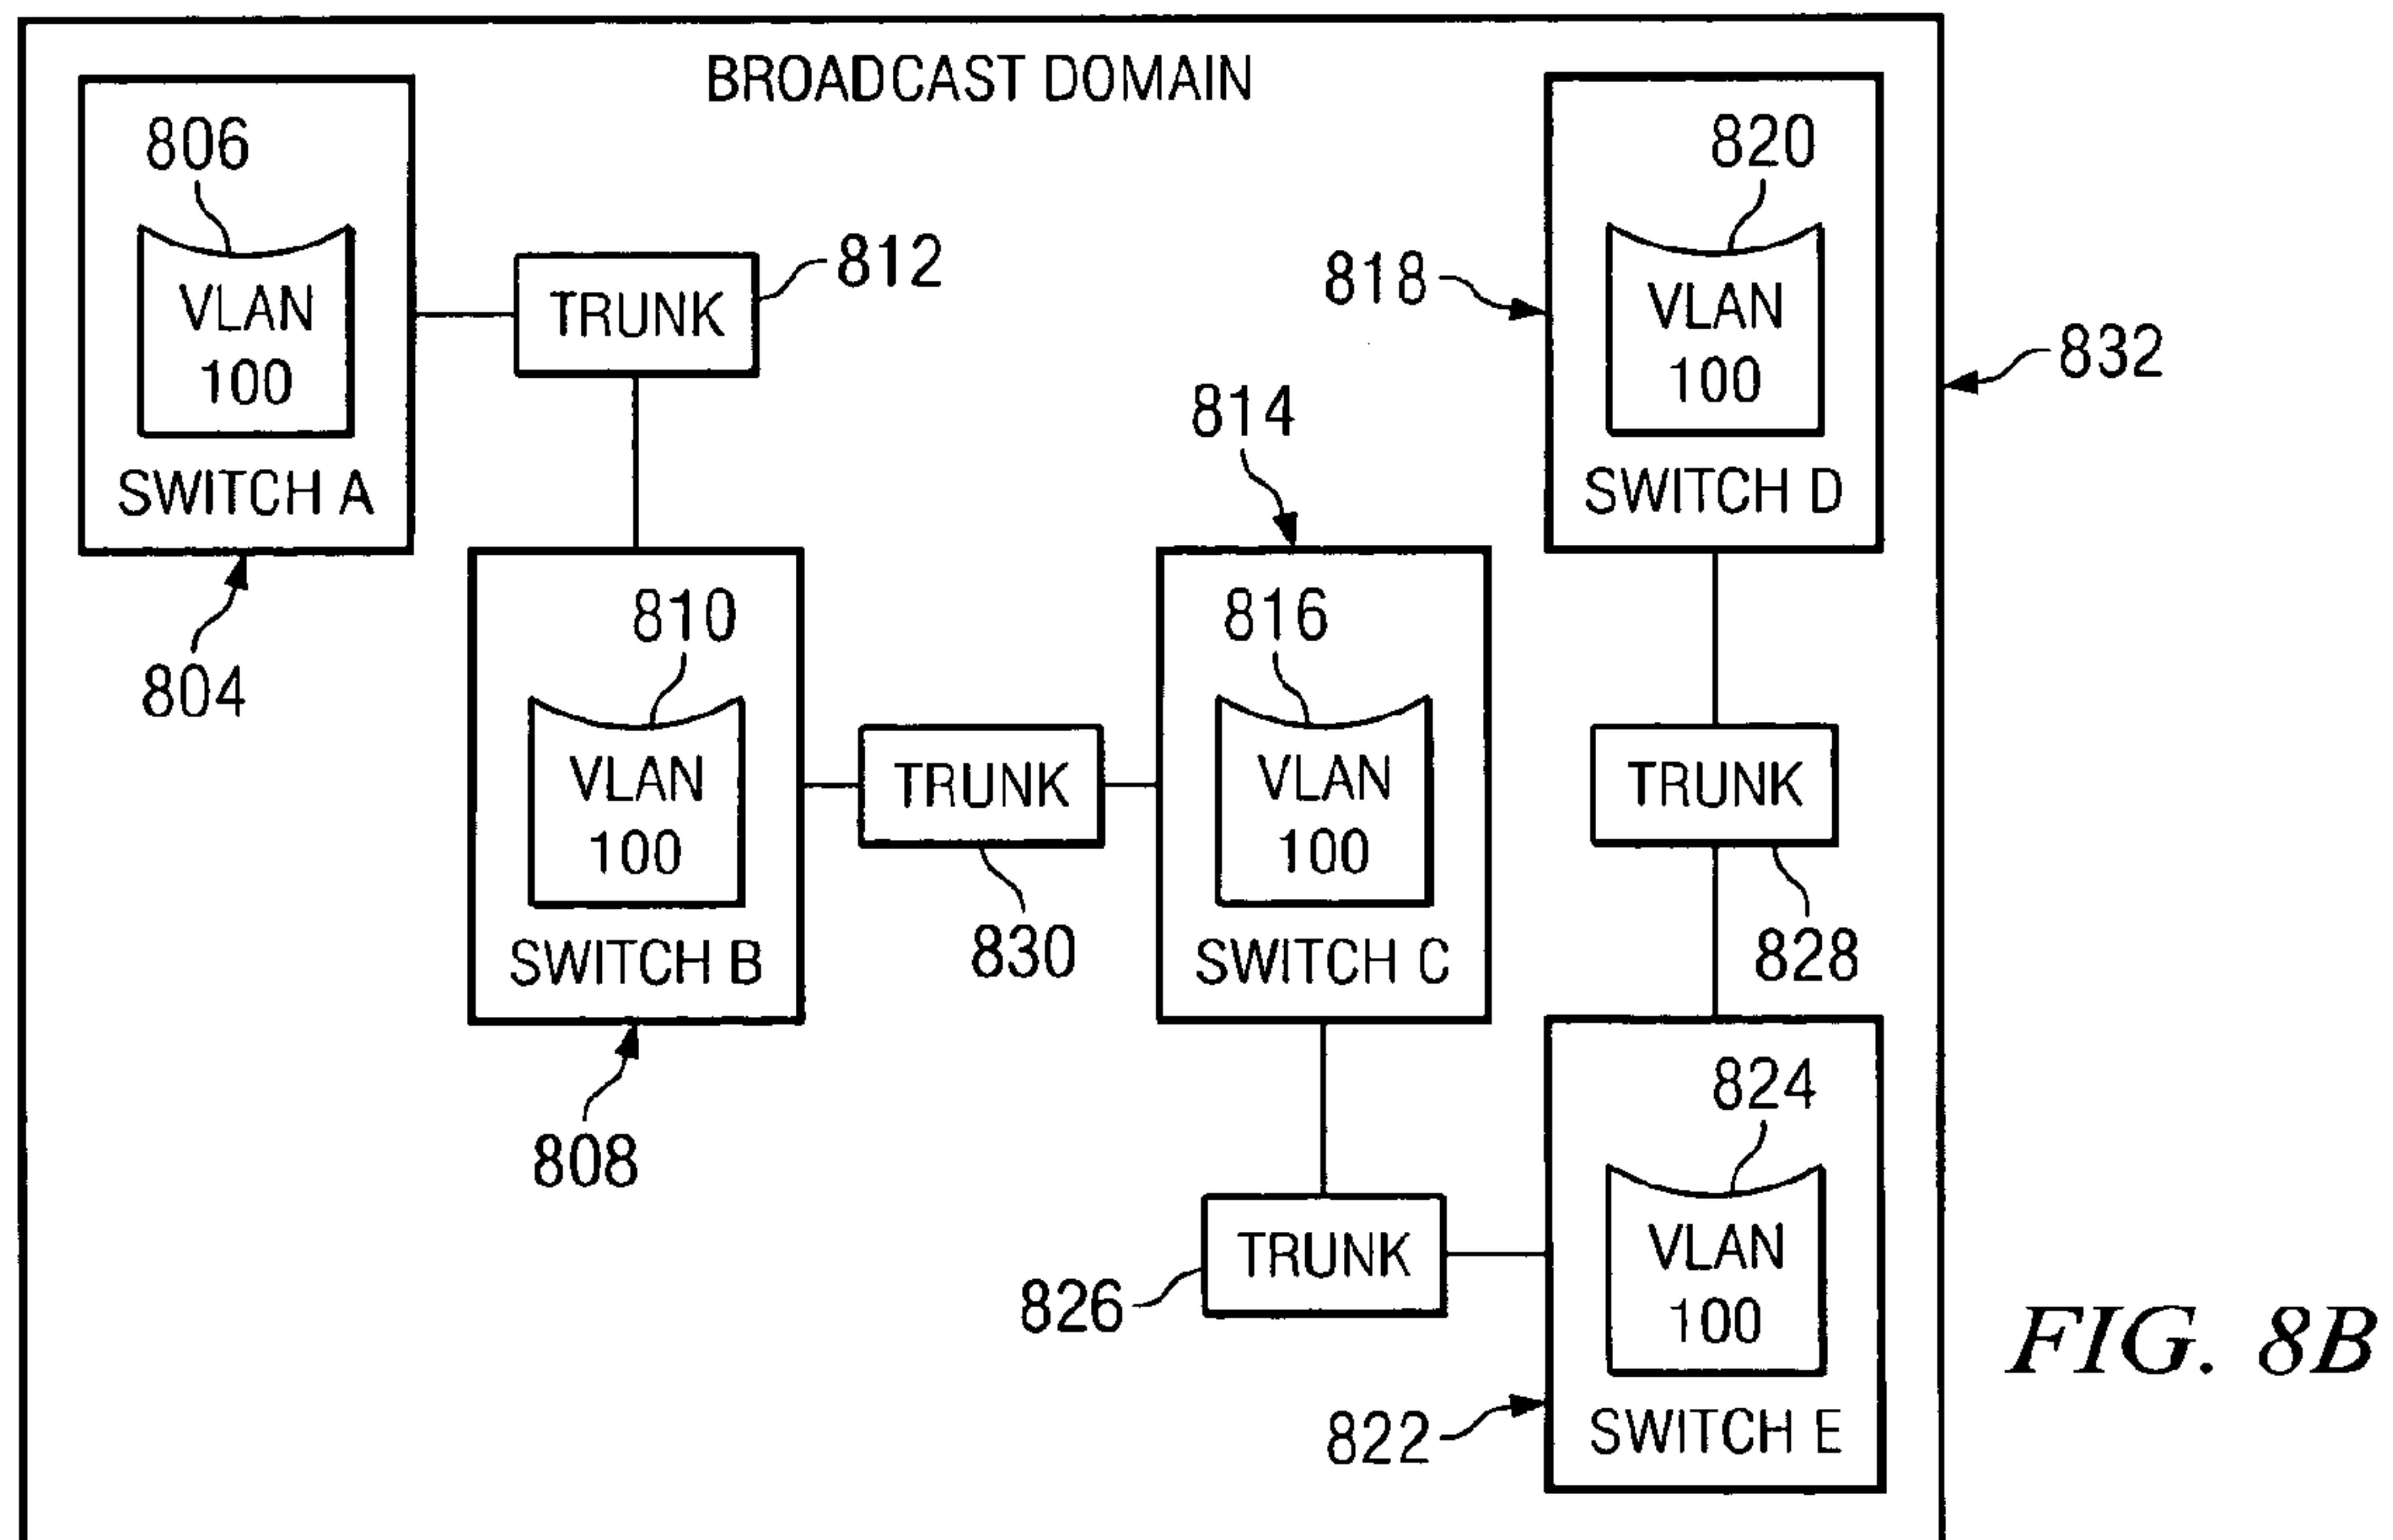 BROADCAST DOMAIN
806
VLAN
100
SWITCH A
804
TRUNK
812
810
VLAN
100
SWITCH B
808
TRUNK
830
814
816
VLAN
100
SWITCH C
TRUNK
826
818
820
VLAN
100
SWITCH D
832
TRUNK
828
824
VLAN
100
SWITCH E
822
FIG. 8B